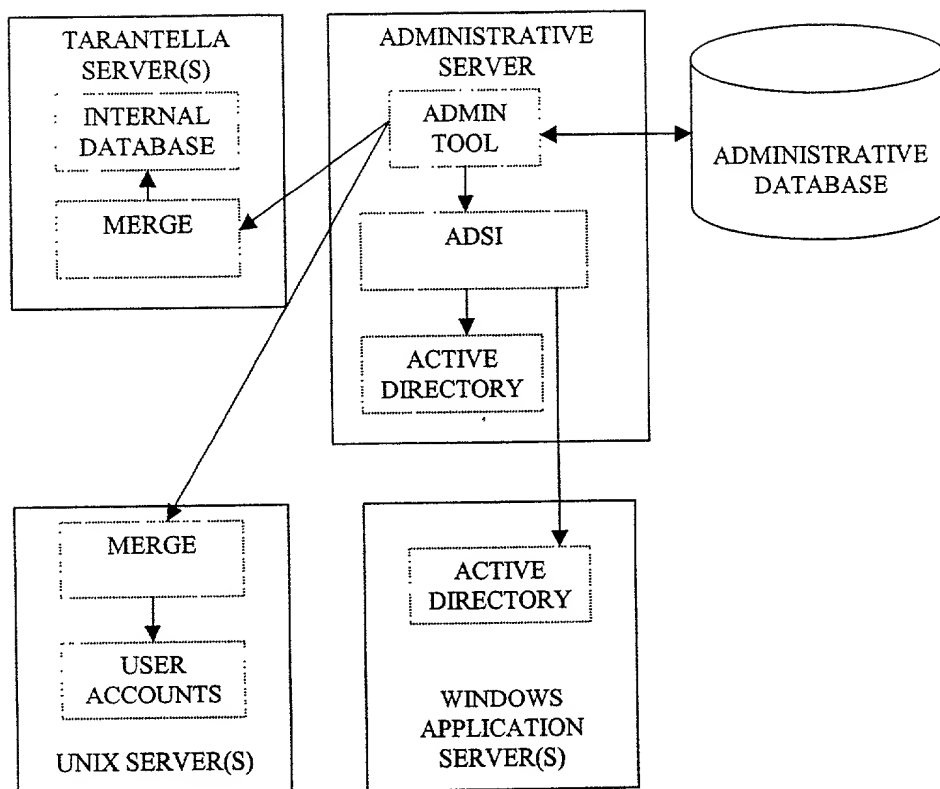 TARANTELLA
SERVER(S)
INTERNAL
DATABASE
MERGE
ADMINISTRATIVE
SERVER
ADMIN
TOOL
ADSI
ACTIVE
DIRECTORY
ADMINISTRATIVE
DATABASE
MERGE
USER
ACCOUNTS
UNIX SERVER(S)
ACTIVE
DIRECTORY
WINDOWS
APPLICATION
SERVER(S)